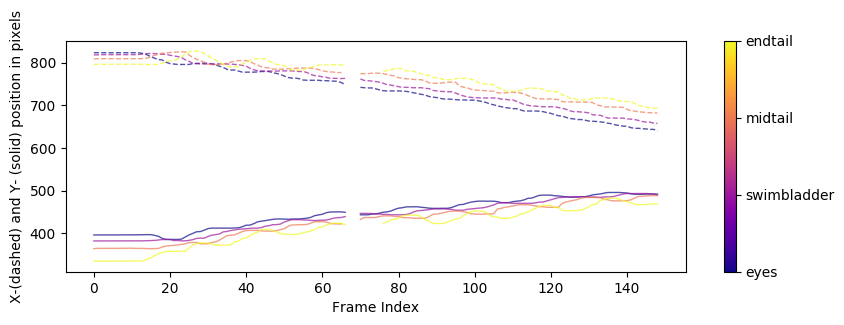 X-(dashed) and Y- (solid) position in pixels
800
700
600
500
400
0 20 40 60 80 100 120 140
Frame Index
endtail
midtail
swimbladder
eyes